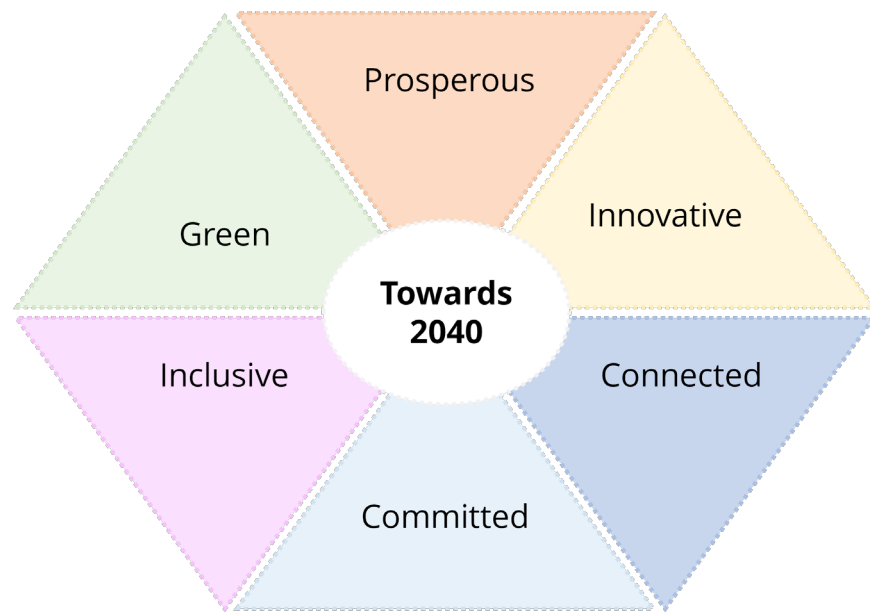 Prosperous
Innovative
Green
Towards
2040
Inclusive
Connected
Committed